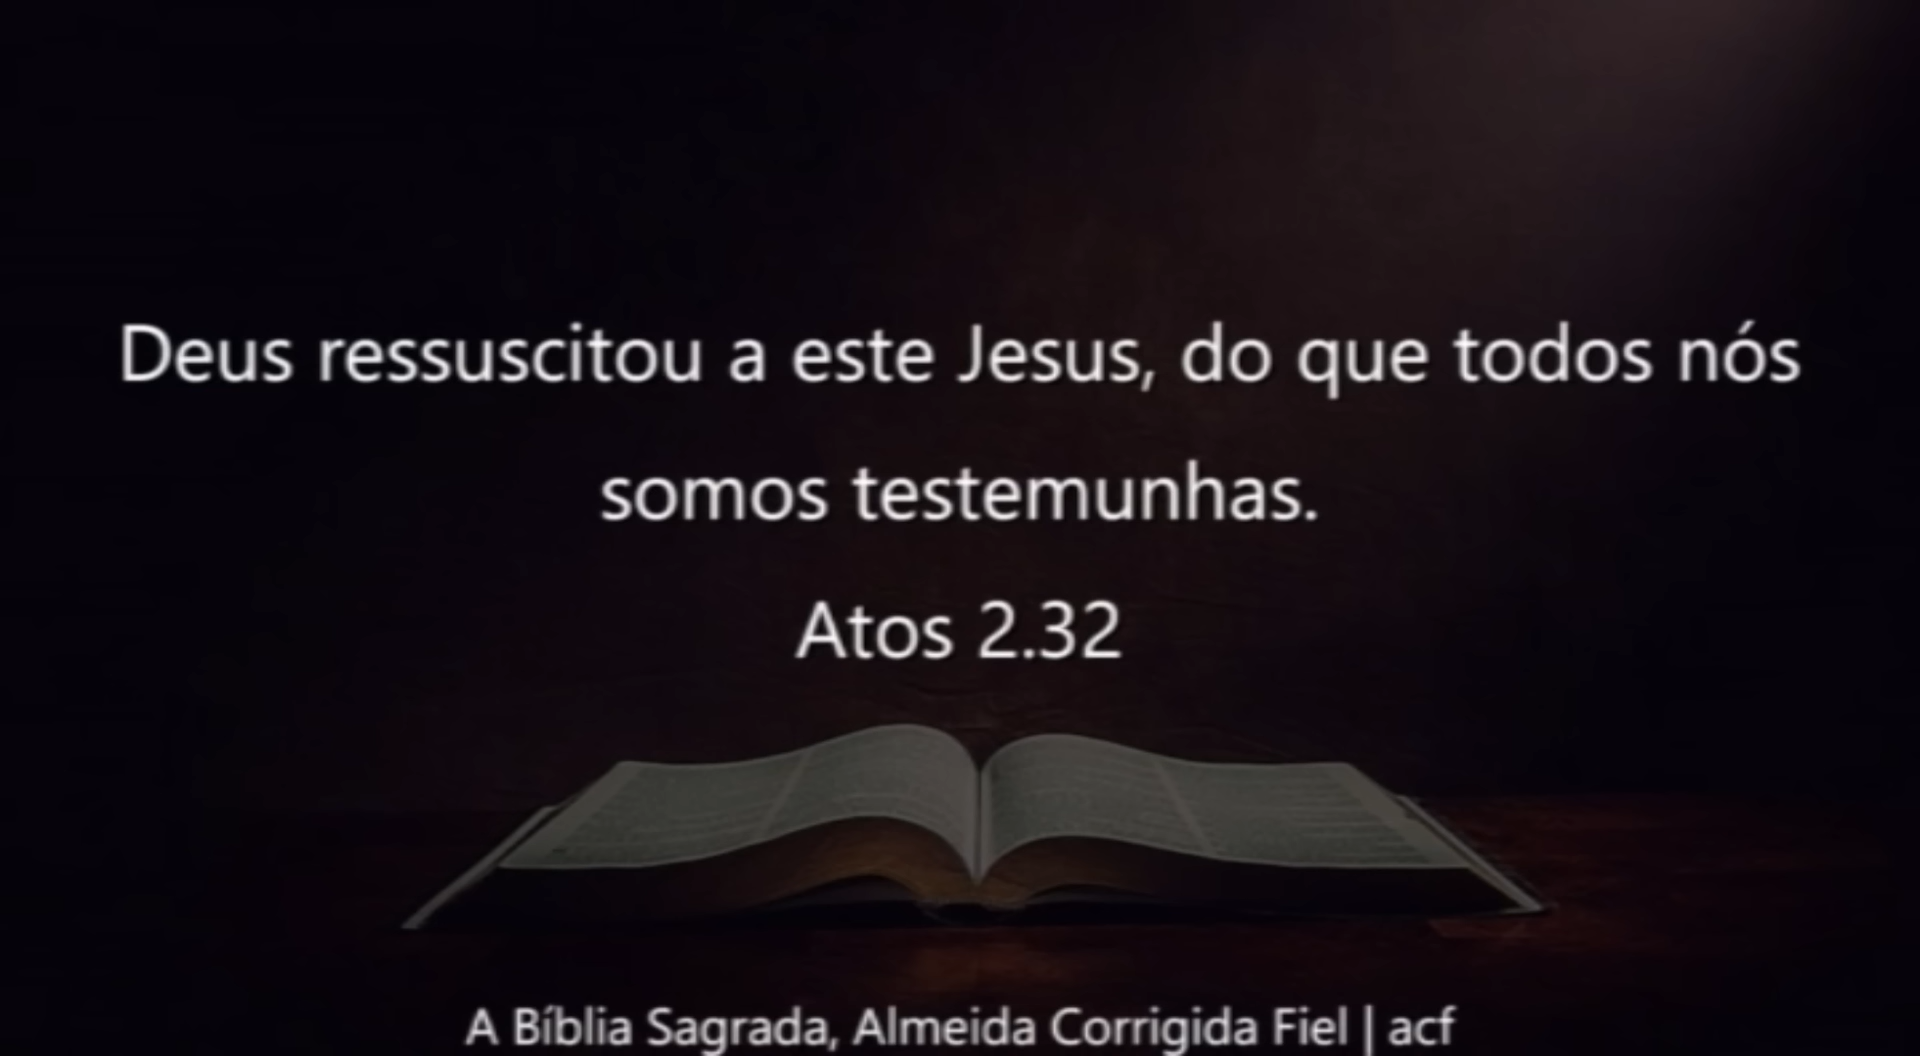 Deus ressuscitou a este Jesus, do que todos nós
somos testemunhas.
Atos 2.32
A Bíblia Sagrada, Almeida Corrigida Fiel | acf